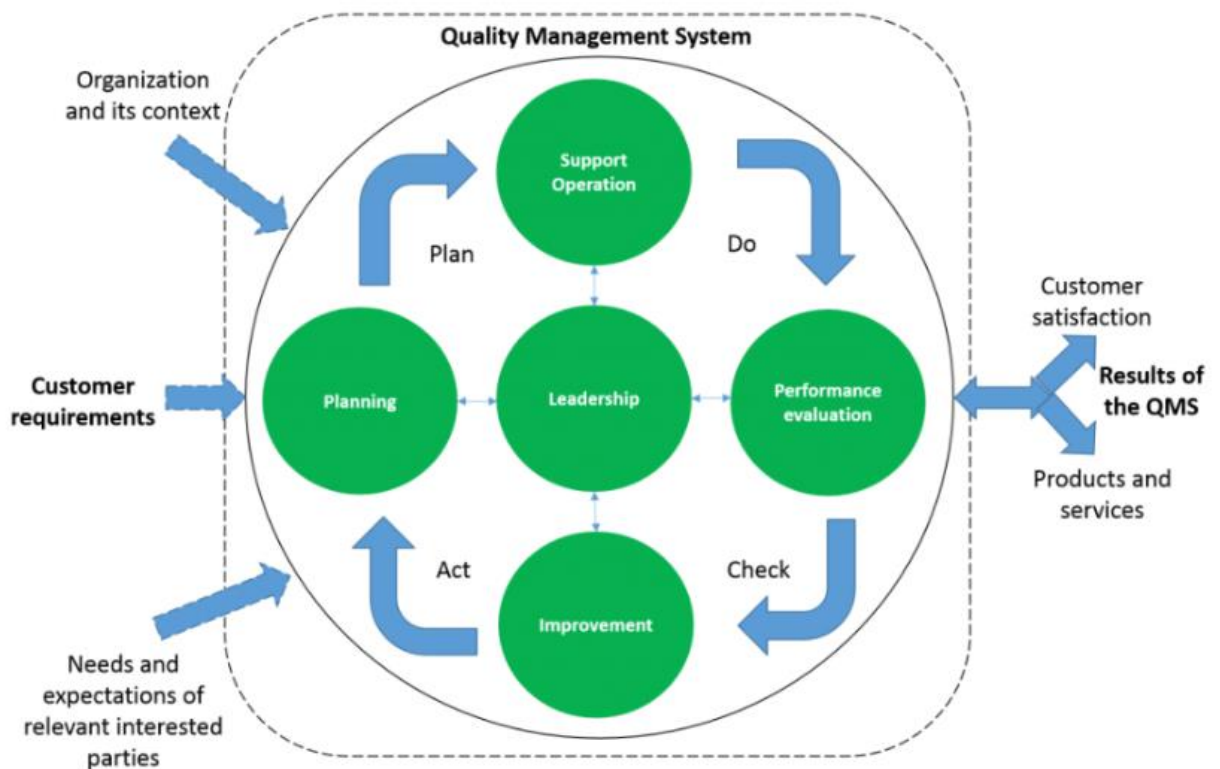 Quality Management System
Organization
and its context
Support
Operation
Plan
Do
Customer
satisfaction
Customer
requirements
Planning
Leadership
Performance
evaluation
Results of
the QMS
Products and
services
Act
Check
Improvement
Needs and
expectations of
relevant interested
parties